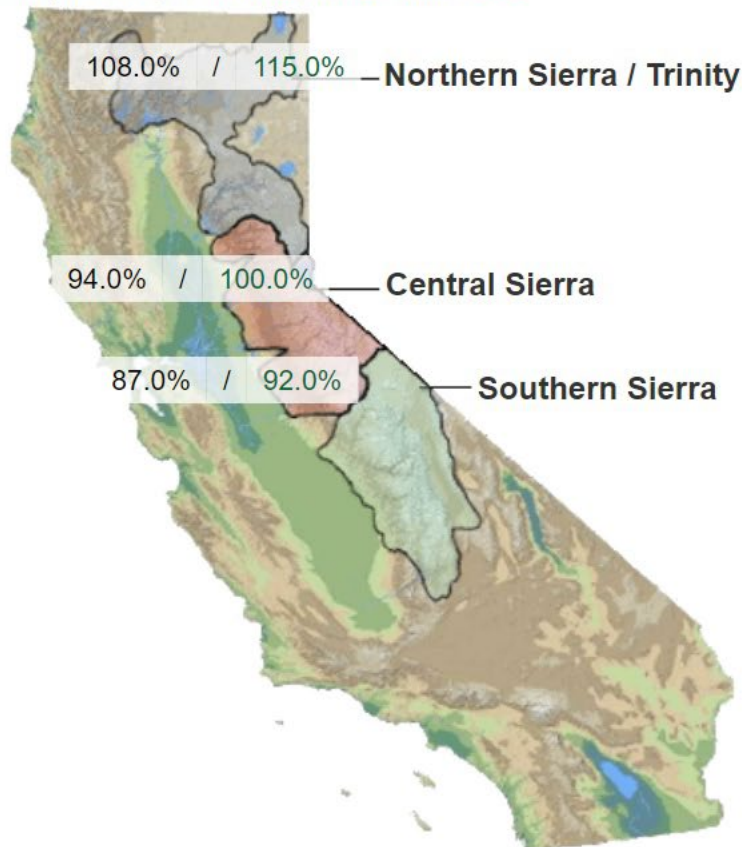 108.0% / 115.0% Northern Sierra / Trinity
94.0% / 100.0% Central Sierra
87.0% / 92.0% Southern Sierra